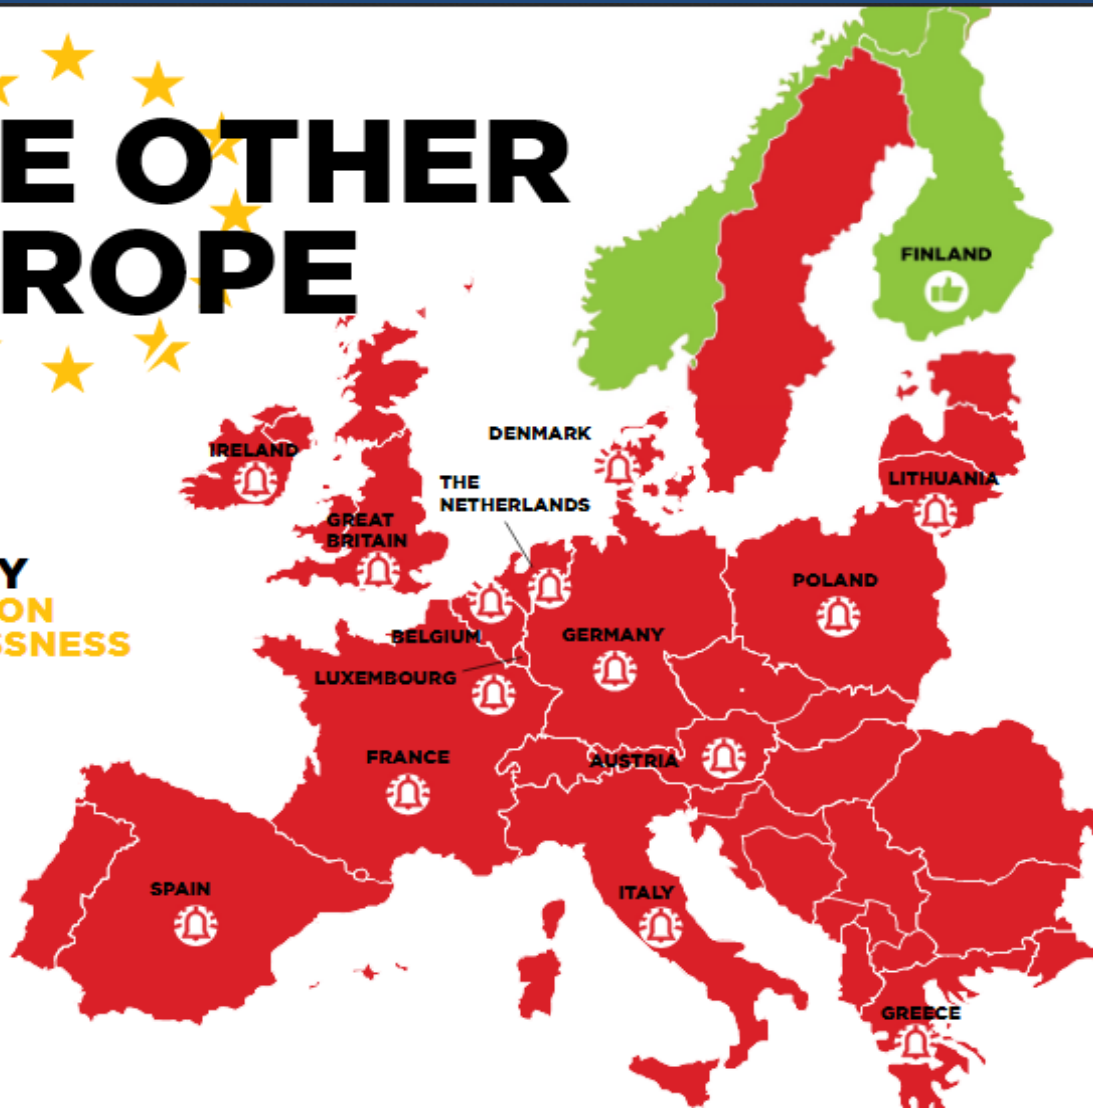 E OTHER
ROPE
Y
ON
SSNESS
FINLAND
DENMARK
IRELAND
THE
NETHERLANDS
LITHUANIA
GREAT
BRITAIN
POLAND
BELGIUM
GERMANY
LUXEMBOURG
FRANCE
AUSTRIA
SPAIN
ITALY
GREECE